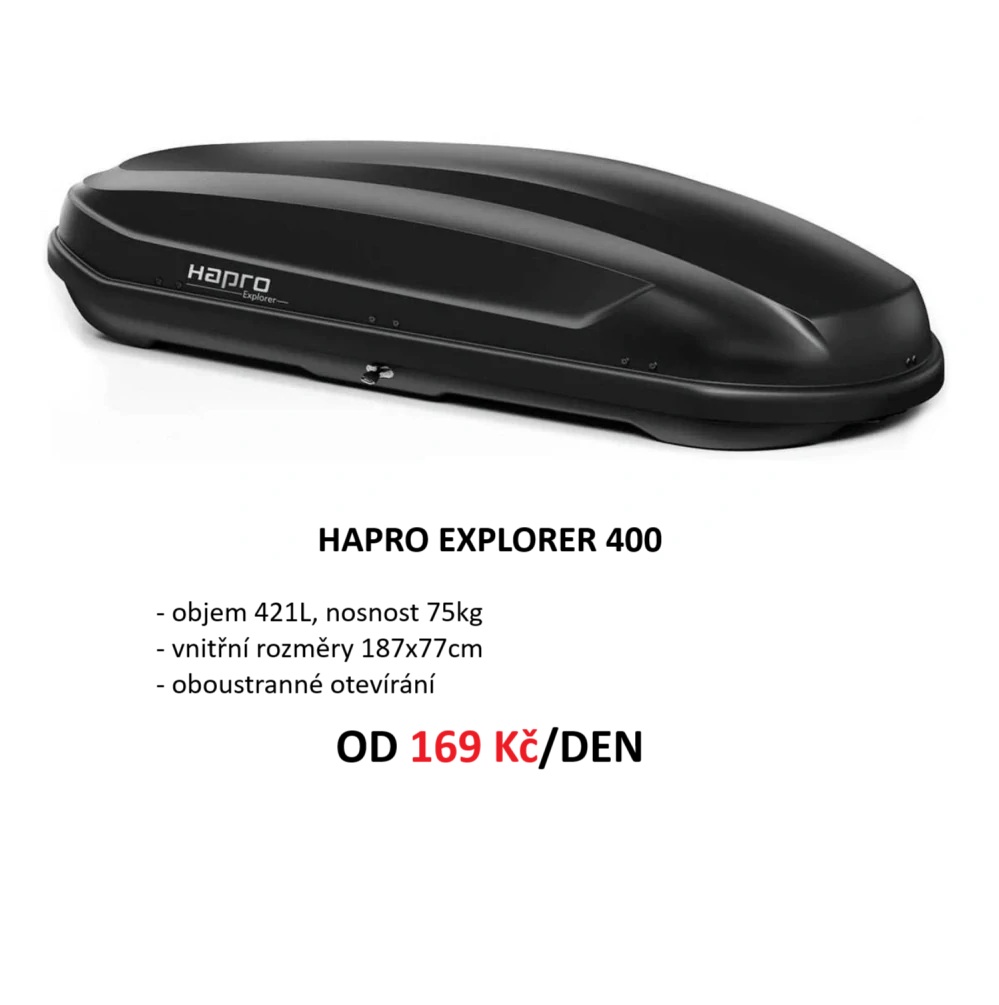 Hapro
Explorer
HAPRO EXPLORER 400
- objem 421L, nosnost 75kg
- vnitřní rozměry 187x77cm
- oboustranné otevírání
OD 169 Kč/DEN